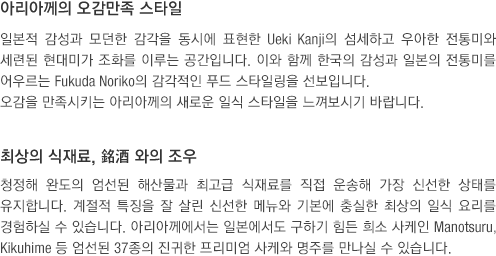 아리아께의 오감만족 스타일
일본적 감성과 모던한 감각을 동시에 표현한 Ueki Kanji의 섬세하고 우아한 전통미와
세련된 현대미가 조화를 이루는 공간입니다. 이와 함께 한국의 감성과 일본의 전통미를
어우르는 Fukuda Noriko의 감각적인 푸드 스타일링을 선보입니다.
오감을 만족시키는 아리아께의 새로운 일식 스타일을 느껴보시기 바랍니다.
최상의 식재료, 銘酒 와의 조우
청정해 완도의 엄선된 해산물과 최고급 식재료를 직접 운송해 가장 신선한 상태를
유지합니다. 계절적 특징을 잘 살린 신선한 메뉴와 기본에 충실한 최상의 일식 요리를
경험하실 수 있습니다. 아리아께에서는 일본에서도 구하기 힘든 희소 사케인 Manotsuru,
Kikuhime 등 엄선된 37종의 진귀한 프리미엄 사케와 명주를 만나실 수 있습니다.